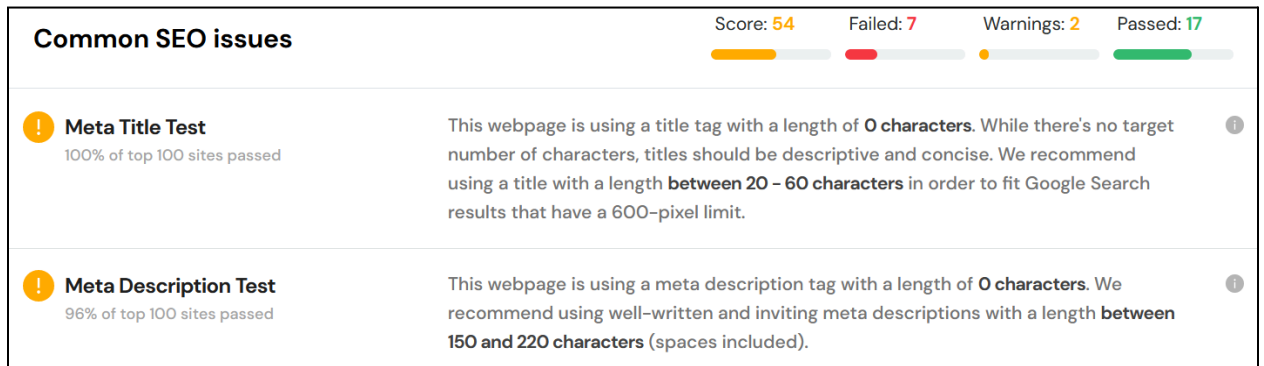 Common SEO issues
Score: 54
Failed: 7
Warnings: 2
Passed: 17
Meta Title Test
100% of top 100 sites passed
This webpage is using a title tag with a length of 0 characters. While there's no target
number of characters, titles should be descriptive and concise. We recommend
using a title with a length between 20 - 60 characters in order to fit Google Search
results that have a 600-pixel limit.
Meta Description Test
96% of top 100 sites passed
This webpage is using a meta description tag with a length of 0 characters. We
recommend using well-written and inviting meta descriptions with a length between
150 and 220 characters (spaces included).